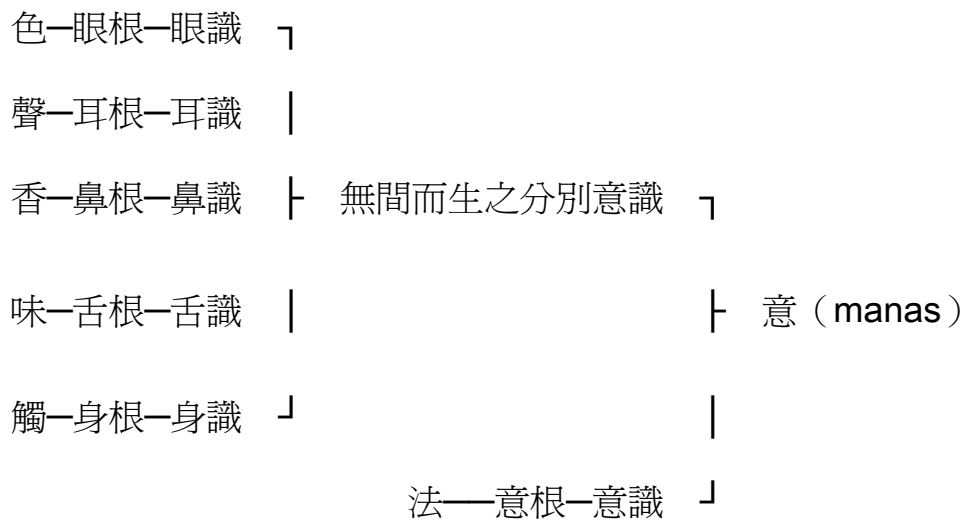 色─眼根─眼識 ┐
聲─耳根─耳識 │
香─鼻根─鼻識 ├ 無間而生之分別意識 ┐
味─舌根─舌識 │ ├ 意（manas）
觸─身根─身識 ┘ │
法──意根─意識 ┘